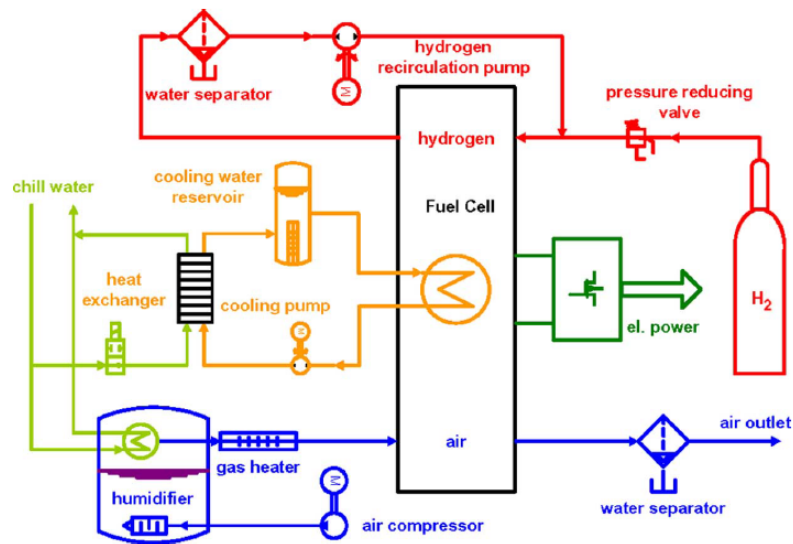 hydrogen
recirculation pump
water separator
M
pressure reducing
valve
hydrogen
chill water
cooling water
reservoir
Fuel Cell
heat
exchanger
cooling pump
M
H2
el. power
air
air outlet
gas heater
water separator
humidifier
M
air compressor